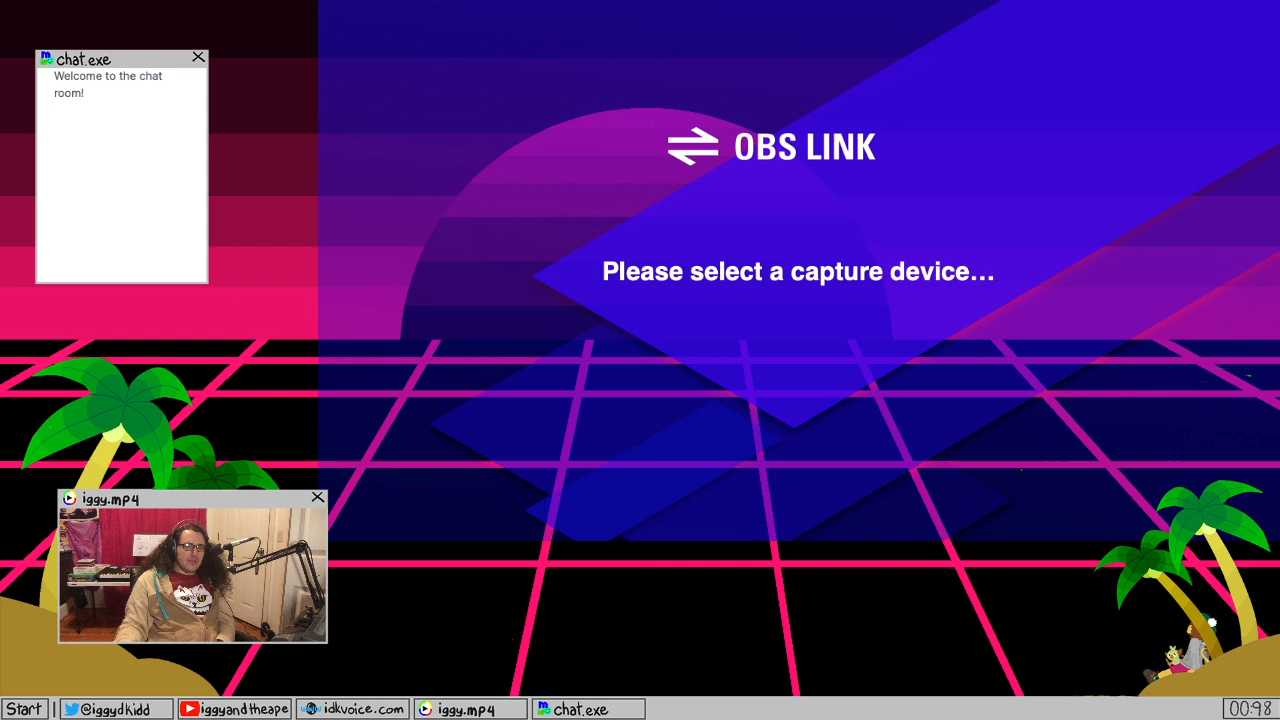 chat.exe
Welcome to the chat
room!
OBS LINK
Please select a capture device...
iggy.mp4
Start
@iggydkidd
iggyandtheape
www
idkvoice.com
iggy.mp4
chat.exe
00:98